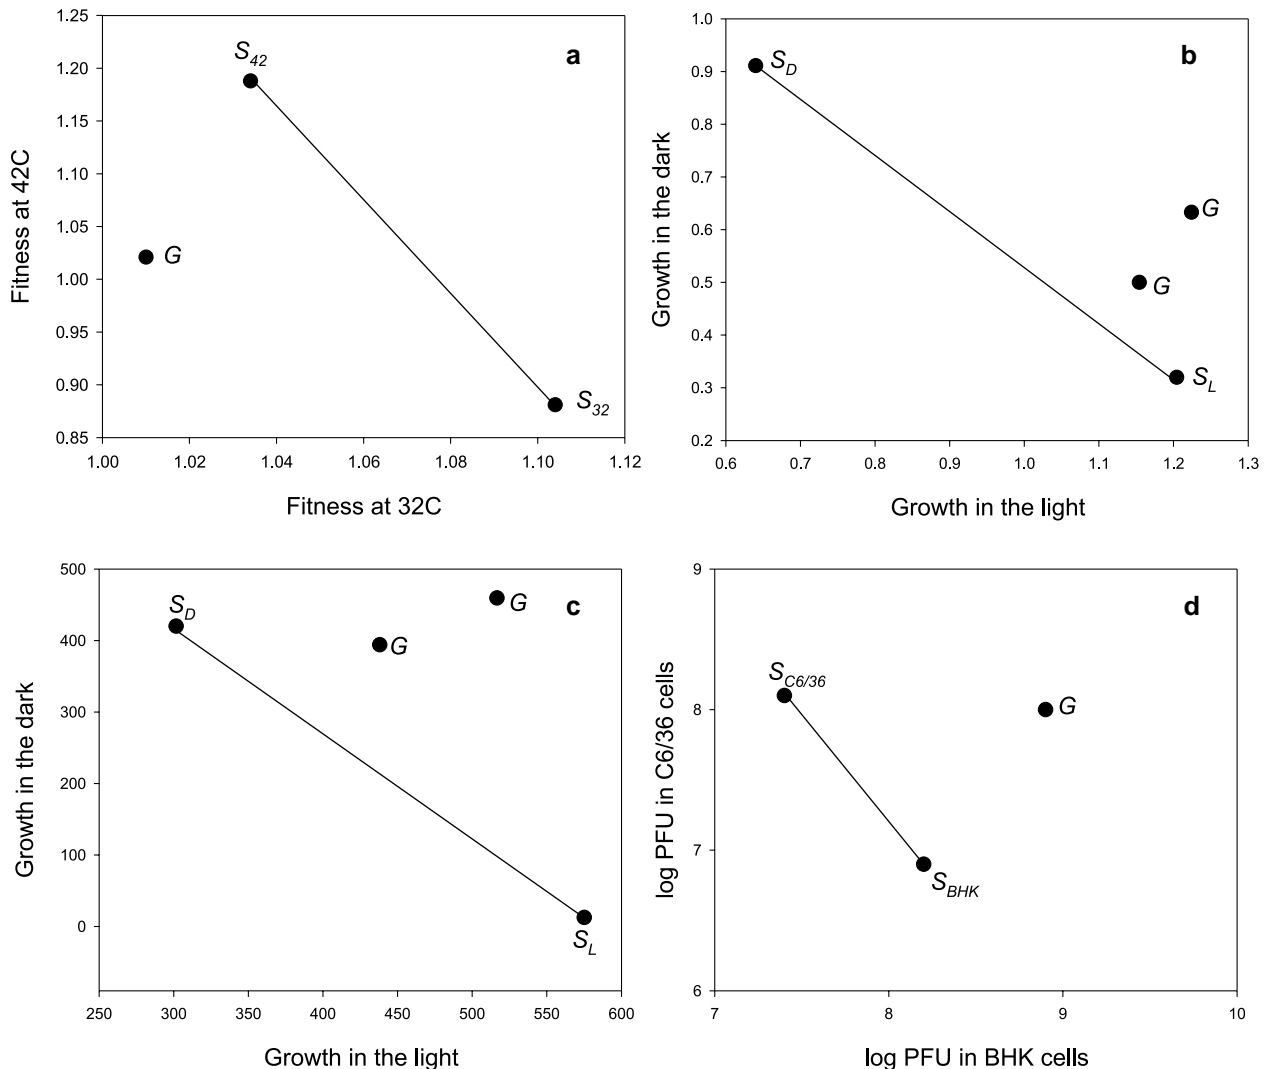 a
1.25
1.20
1.15
1.10
1.05
1.00
0.95
0.90
0.85
Fitness at 42C
S42
G
S32
1.00 1.02 1.04 1.06 1.08 1.10 1.12
Fitness at 32C
b
1.0
0.9
0.8
0.7
0.6
0.5
0.4
0.3
0.2
Growth in the dark
SD
G
G
SL
0.6 0.7 0.8 0.9 1.0 1.1 1.2 1.3
Growth in the light
c
500
400
300
200
100
0
Growth in the dark
SD
G
G
SL
250 300 350 400 450 500 550 600
Growth in the light
d
9
8
7
6
log PFU in C6/36 cells
SC6/36
G
SBHK
7 8 9 10
log PFU in BHK cells